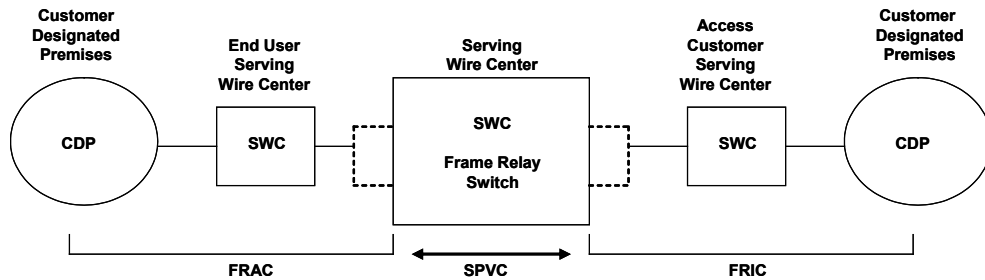 Customer
Designated
Premises
End User
Serving
Wire Center
Serving
Wire Center
Access
Customer
Serving
Wire Center
Customer
Designated
Premises
CDP
SWC
SWC
Frame Relay
Switch
SWC
CDP
FRAC
SPVC
FRIC